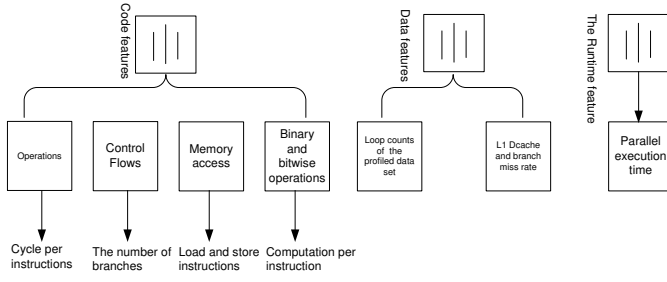 Code features
Data features
The Runtime feature
Operations
Control
Flows
Memory
access
Binary
and
bitwise
operations
Loop counts
of the
profiled data
set
L1 Dcache
and branch
miss rate
Parallel
execution
time
Cycle per
instructions
The number of
branches
Load and store
instructions
Computation per
instruction